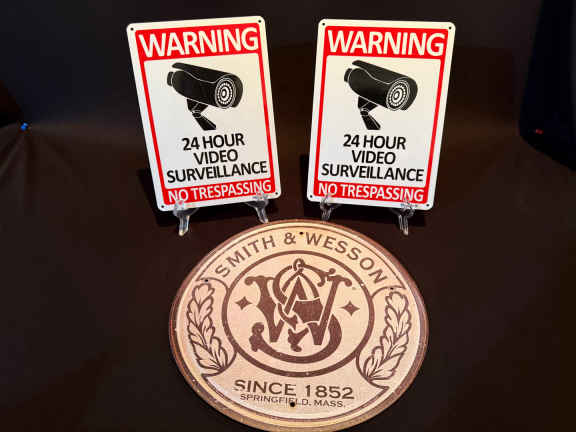 WARNING
24 HOUR
VIDEO
SURVEILLANCE
NO TRESPASSING
WARNING
24 HOUR
VIDEO
SURVEILLANCE
NO TRESPASSING
SMITH & WESSON
SW
SINCE 1852
SPRINGFIELD, MASS.